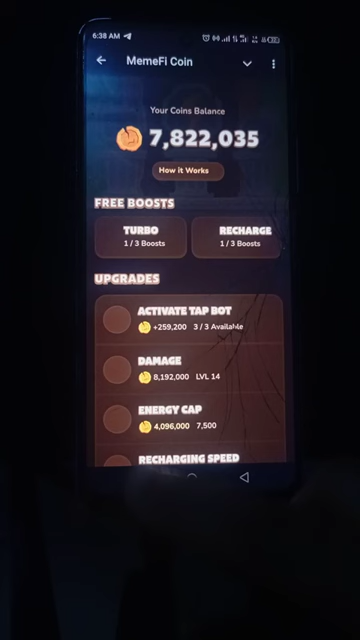 6:38 AM
MemeFi Coin
Your Coins Balance
7,822,035
How it Works
FREE BOOSTS
TURBO
1 / 3 Boosts
RECHARGE
1 / 3 Boosts
UPGRADES
ACTIVATE TAP BOT
+259,200 3 / 3 Available
DAMAGE
8,192,000 LVL 14
ENERGY CAP
4,096,000 7,500
RECHARGING SPEED